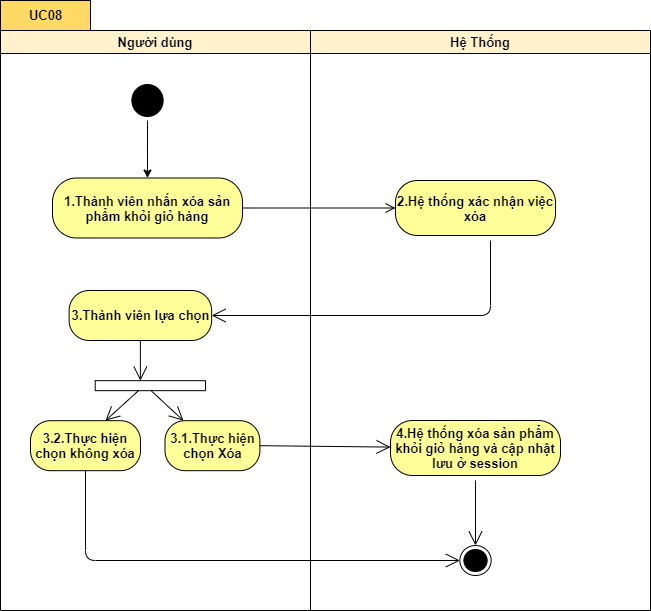 UC08
Người dùng
Hệ Thống
1.Thành viên nhấn xóa sản
phẩm khỏi giỏ hàng
2.Hệ thống xác nhận việc
xóa
3.Thành viên lựa chọn
3.2.Thực hiện
chọn không xóa
3.1.Thực hiện
chọn Xóa
4.Hệ thống xóa sản phẩm
khỏi giỏ hàng và cập nhật
lưu ở session